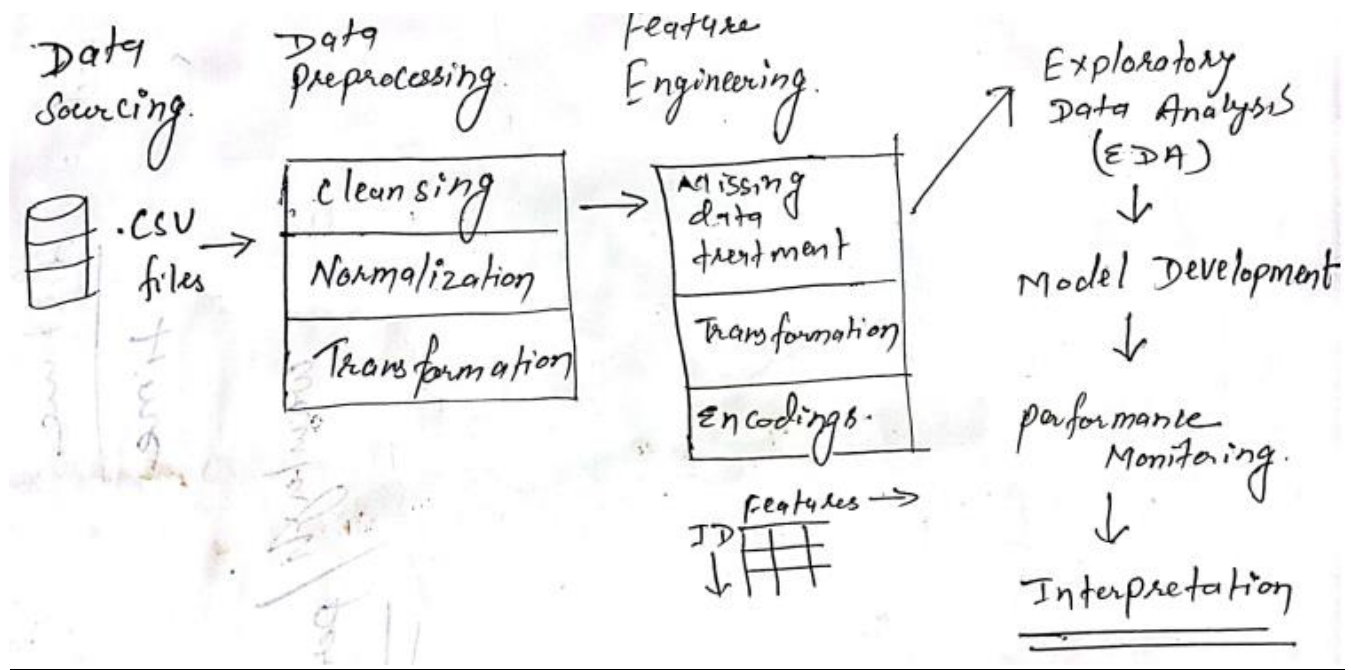 Data
Sourcing.
.CSV
files
Data
Preprocessing.
Cleansing
Normalization
Transformation
Feature
Engineering.
Missing
data
treatment
Transformation
Encodings.
Features →
ID
↓
Exploratory
Data Analysis
(EDA)
↓
Model Development
↓
performance
Monitoring.
↓
Interpretation